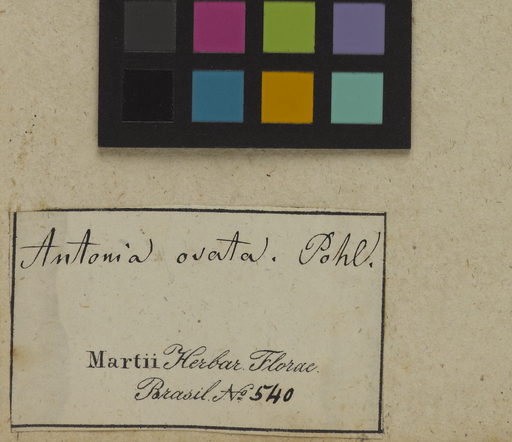 Antonia ovata. Pohl.
Martii Herbar. Florae.
Brasil. No 540